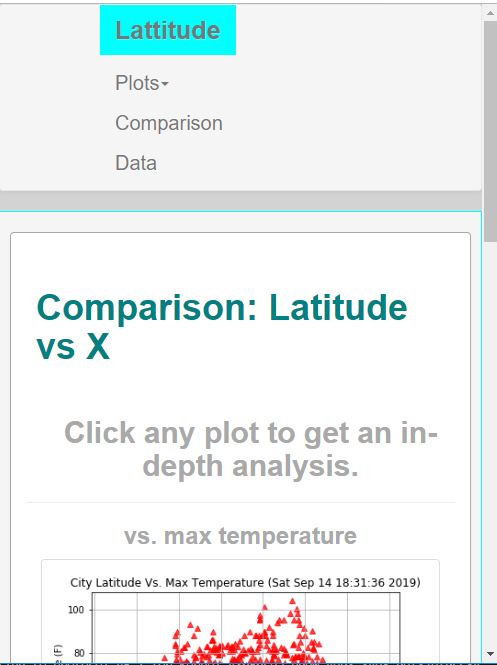 Lattitude
Plots
Comparison
Data
Comparison: Latitude
vs X
Click any plot to get an in-
depth analysis.
vs. max temperature
City Latitude Vs. Max Temperature (Sat Sep 14 18:31:36 2019)
100
80
(F)